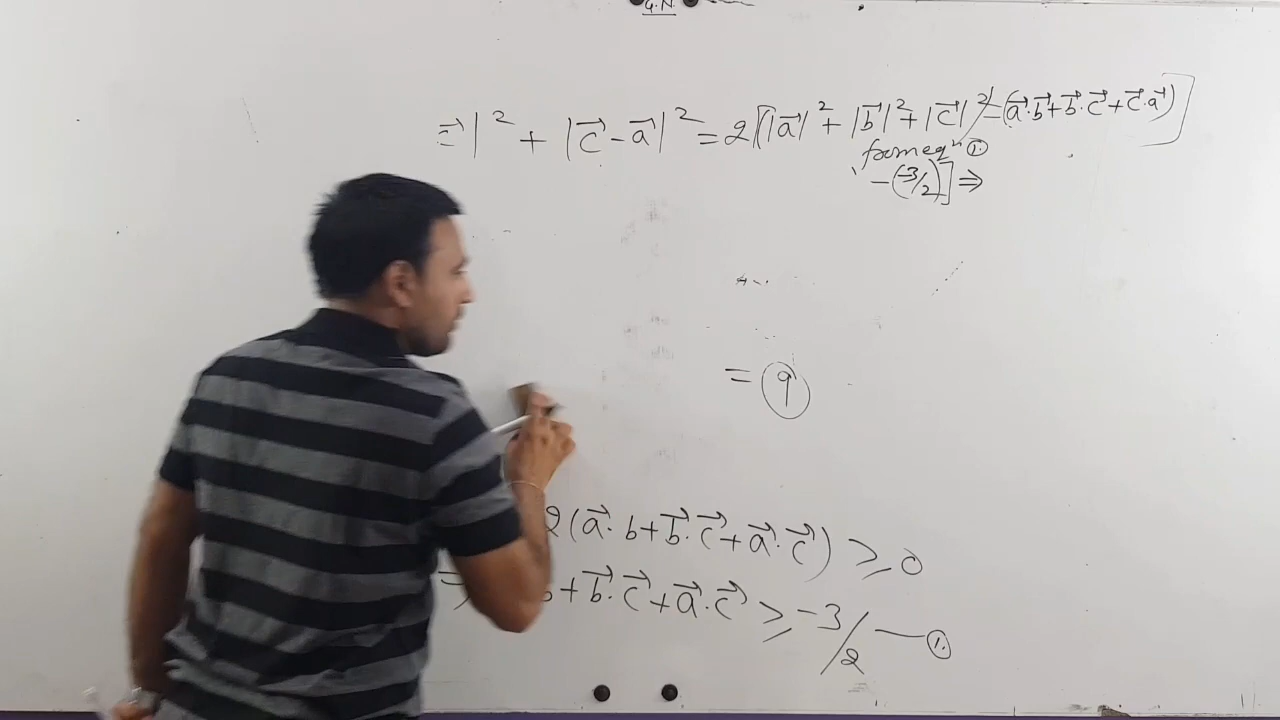 G.N.
|² + |c⃗ - a⃗|² = 2[(|a⃗|² + |b⃗|² + |c⃗|²) - (a⃗·b⃗ + b⃗·c⃗ + c⃗·a⃗)]
from eqⁿ ①
-(-3/2)] ⇒
= 9
2(a⃗· b + b⃗·c⃗ + a⃗·c⃗) ≥ 0
⇒ b + b⃗·c⃗ + a⃗·c⃗ ≥ -3/2 — ①